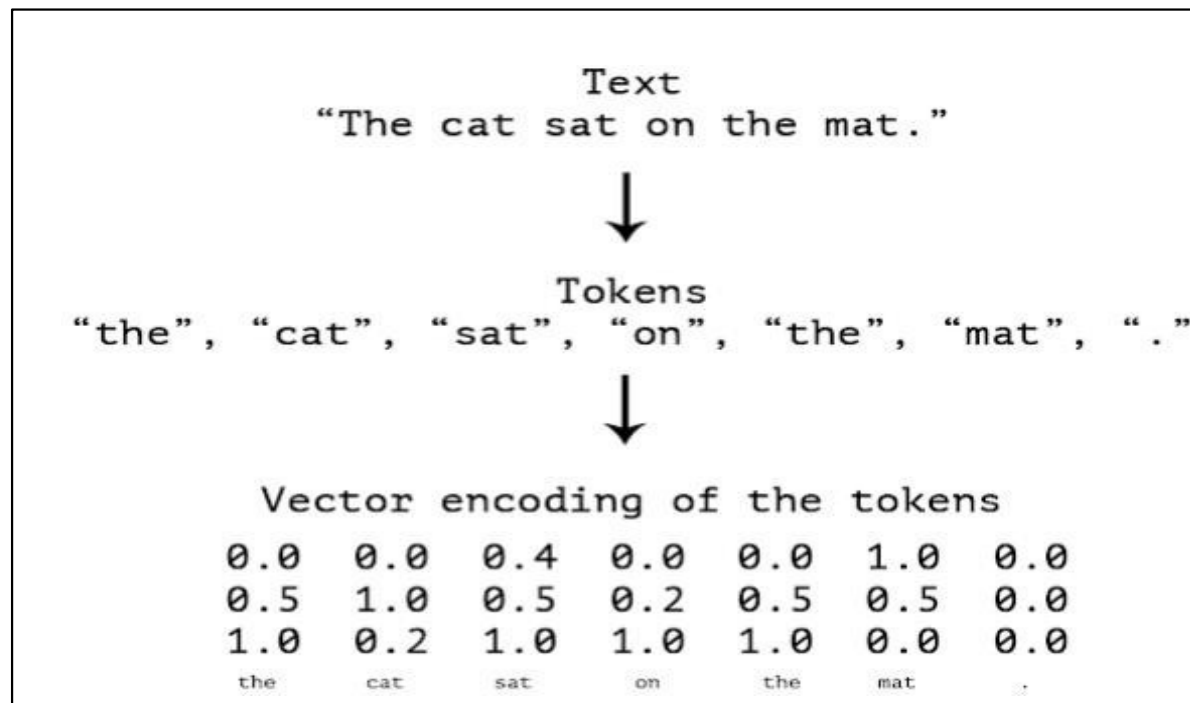 Text
“The cat sat on the mat.”
Tokens
“the”, “cat”, “sat”, “on”, “the”, “mat”, “.”
Vector encoding of the tokens
0.0 0.0 0.4 0.0 0.0 1.0 0.0
0.5 1.0 0.5 0.2 0.5 0.5 0.0
1.0 0.2 1.0 1.0 1.0 0.0 0.0
the cat sat on the mat .